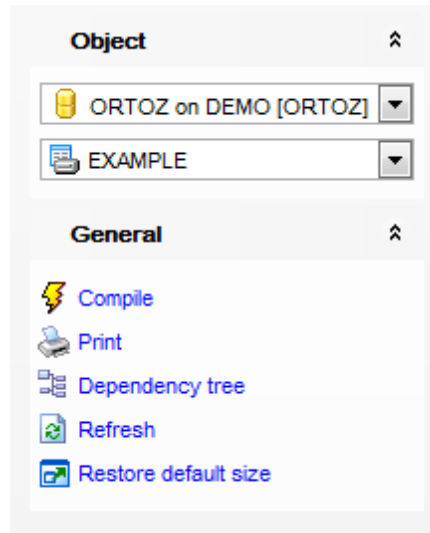 Object
ORTOZ on DEMO [ORTOZ]
EXAMPLE
General
Compile
Print
Dependency tree
Refresh
Restore default size